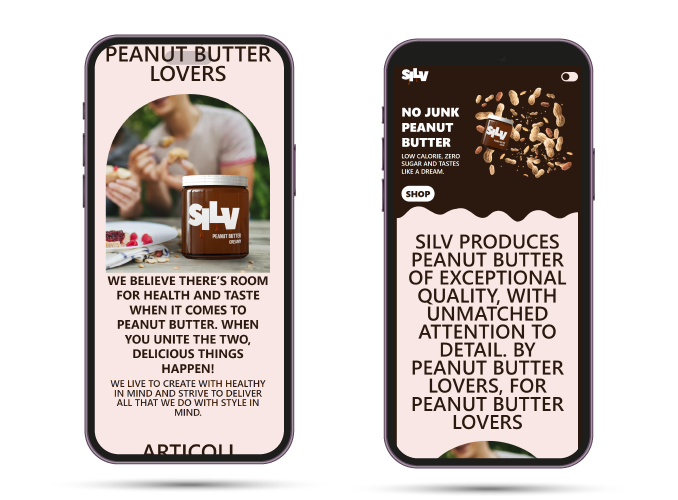 PEANUT BUTTER
LOVERS
SILV
PEANUT BUTTER
CREAMY
WE BELIEVE THERE'S ROOM
FOR HEALTH AND TASTE
WHEN IT COMES TO
PEANUT BUTTER. WHEN
YOU UNITE THE TWO,
DELICIOUS THINGS
HAPPEN!
WE LIVE TO CREATE WITH HEALTHY
IN MIND AND STRIVE TO DELIVER
ALL THAT WE DO WITH STYLE IN
MIND.
ARTICOLI
SILV
NO JUNK
PEANUT
BUTTER
LOW CALORIE, ZERO
SUGAR AND TASTES
LIKE A DREAM.
SILV
SHOP
SILV PRODUCES
PEANUT BUTTER
OF EXCEPTIONAL
QUALITY, WITH
UNMATCHED
ATTENTION TO
DETAIL. BY
PEANUT BUTTER
LOVERS, FOR
PEANUT BUTTER
LOVERS